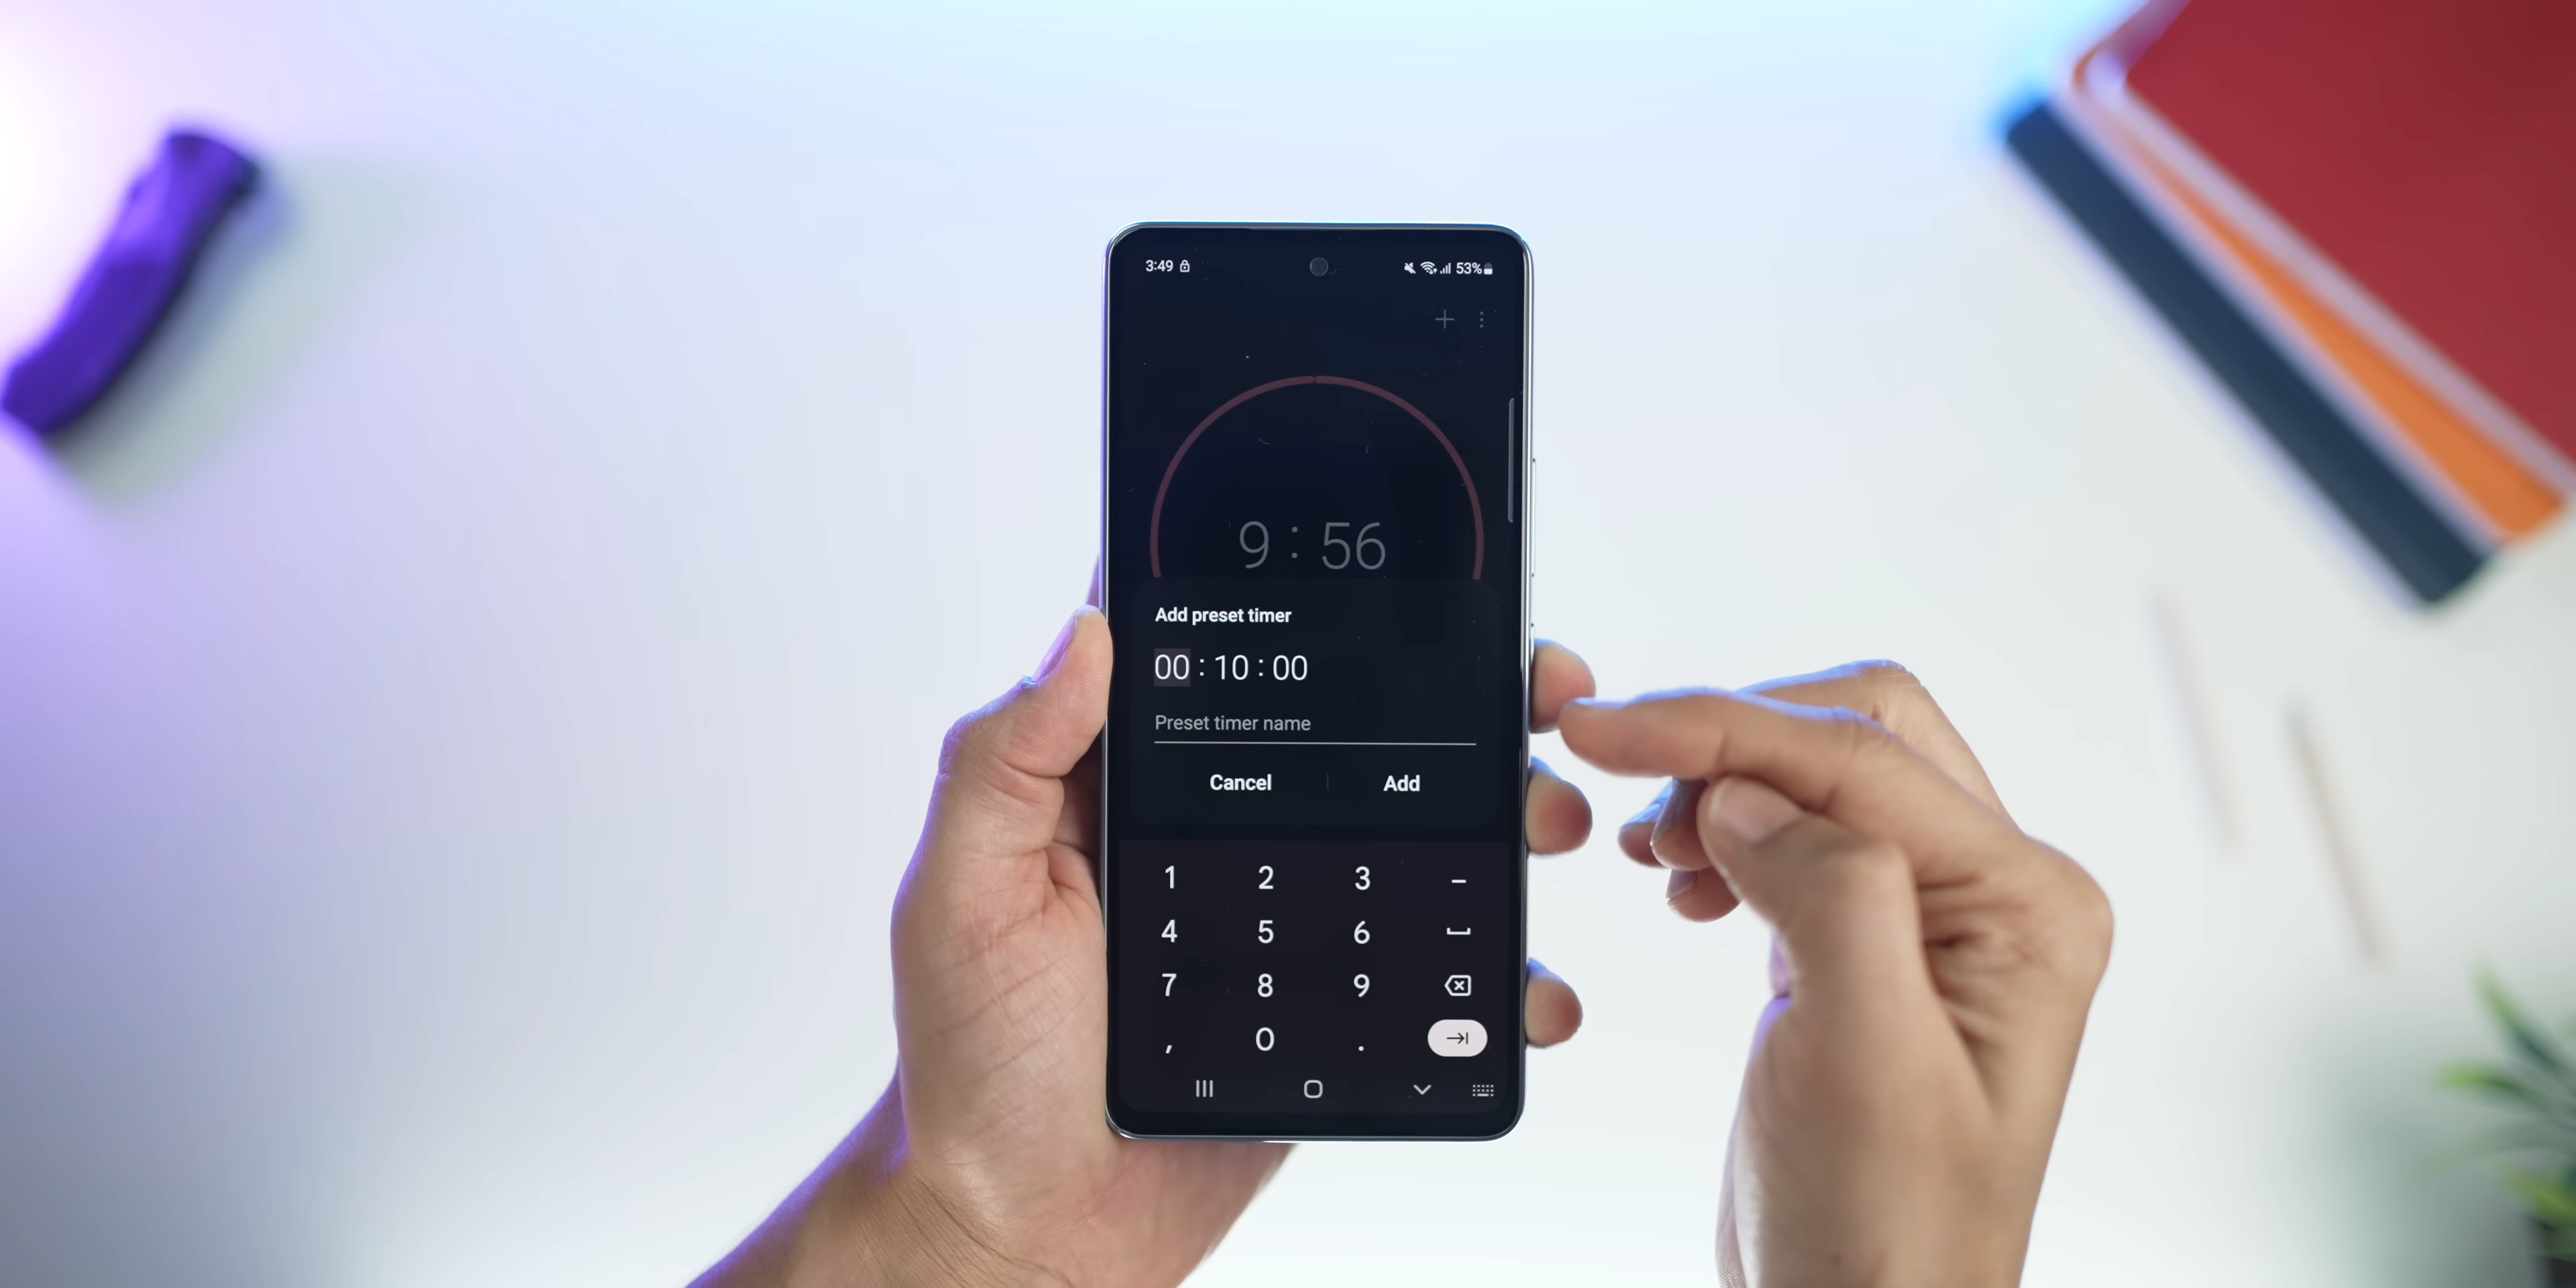 3:49 53%
9 : 56
Add preset timer
00 : 10 : 00
Preset timer name
Cancel Add
1 2 3 –
4 5 6
7 8 9
, 0 .